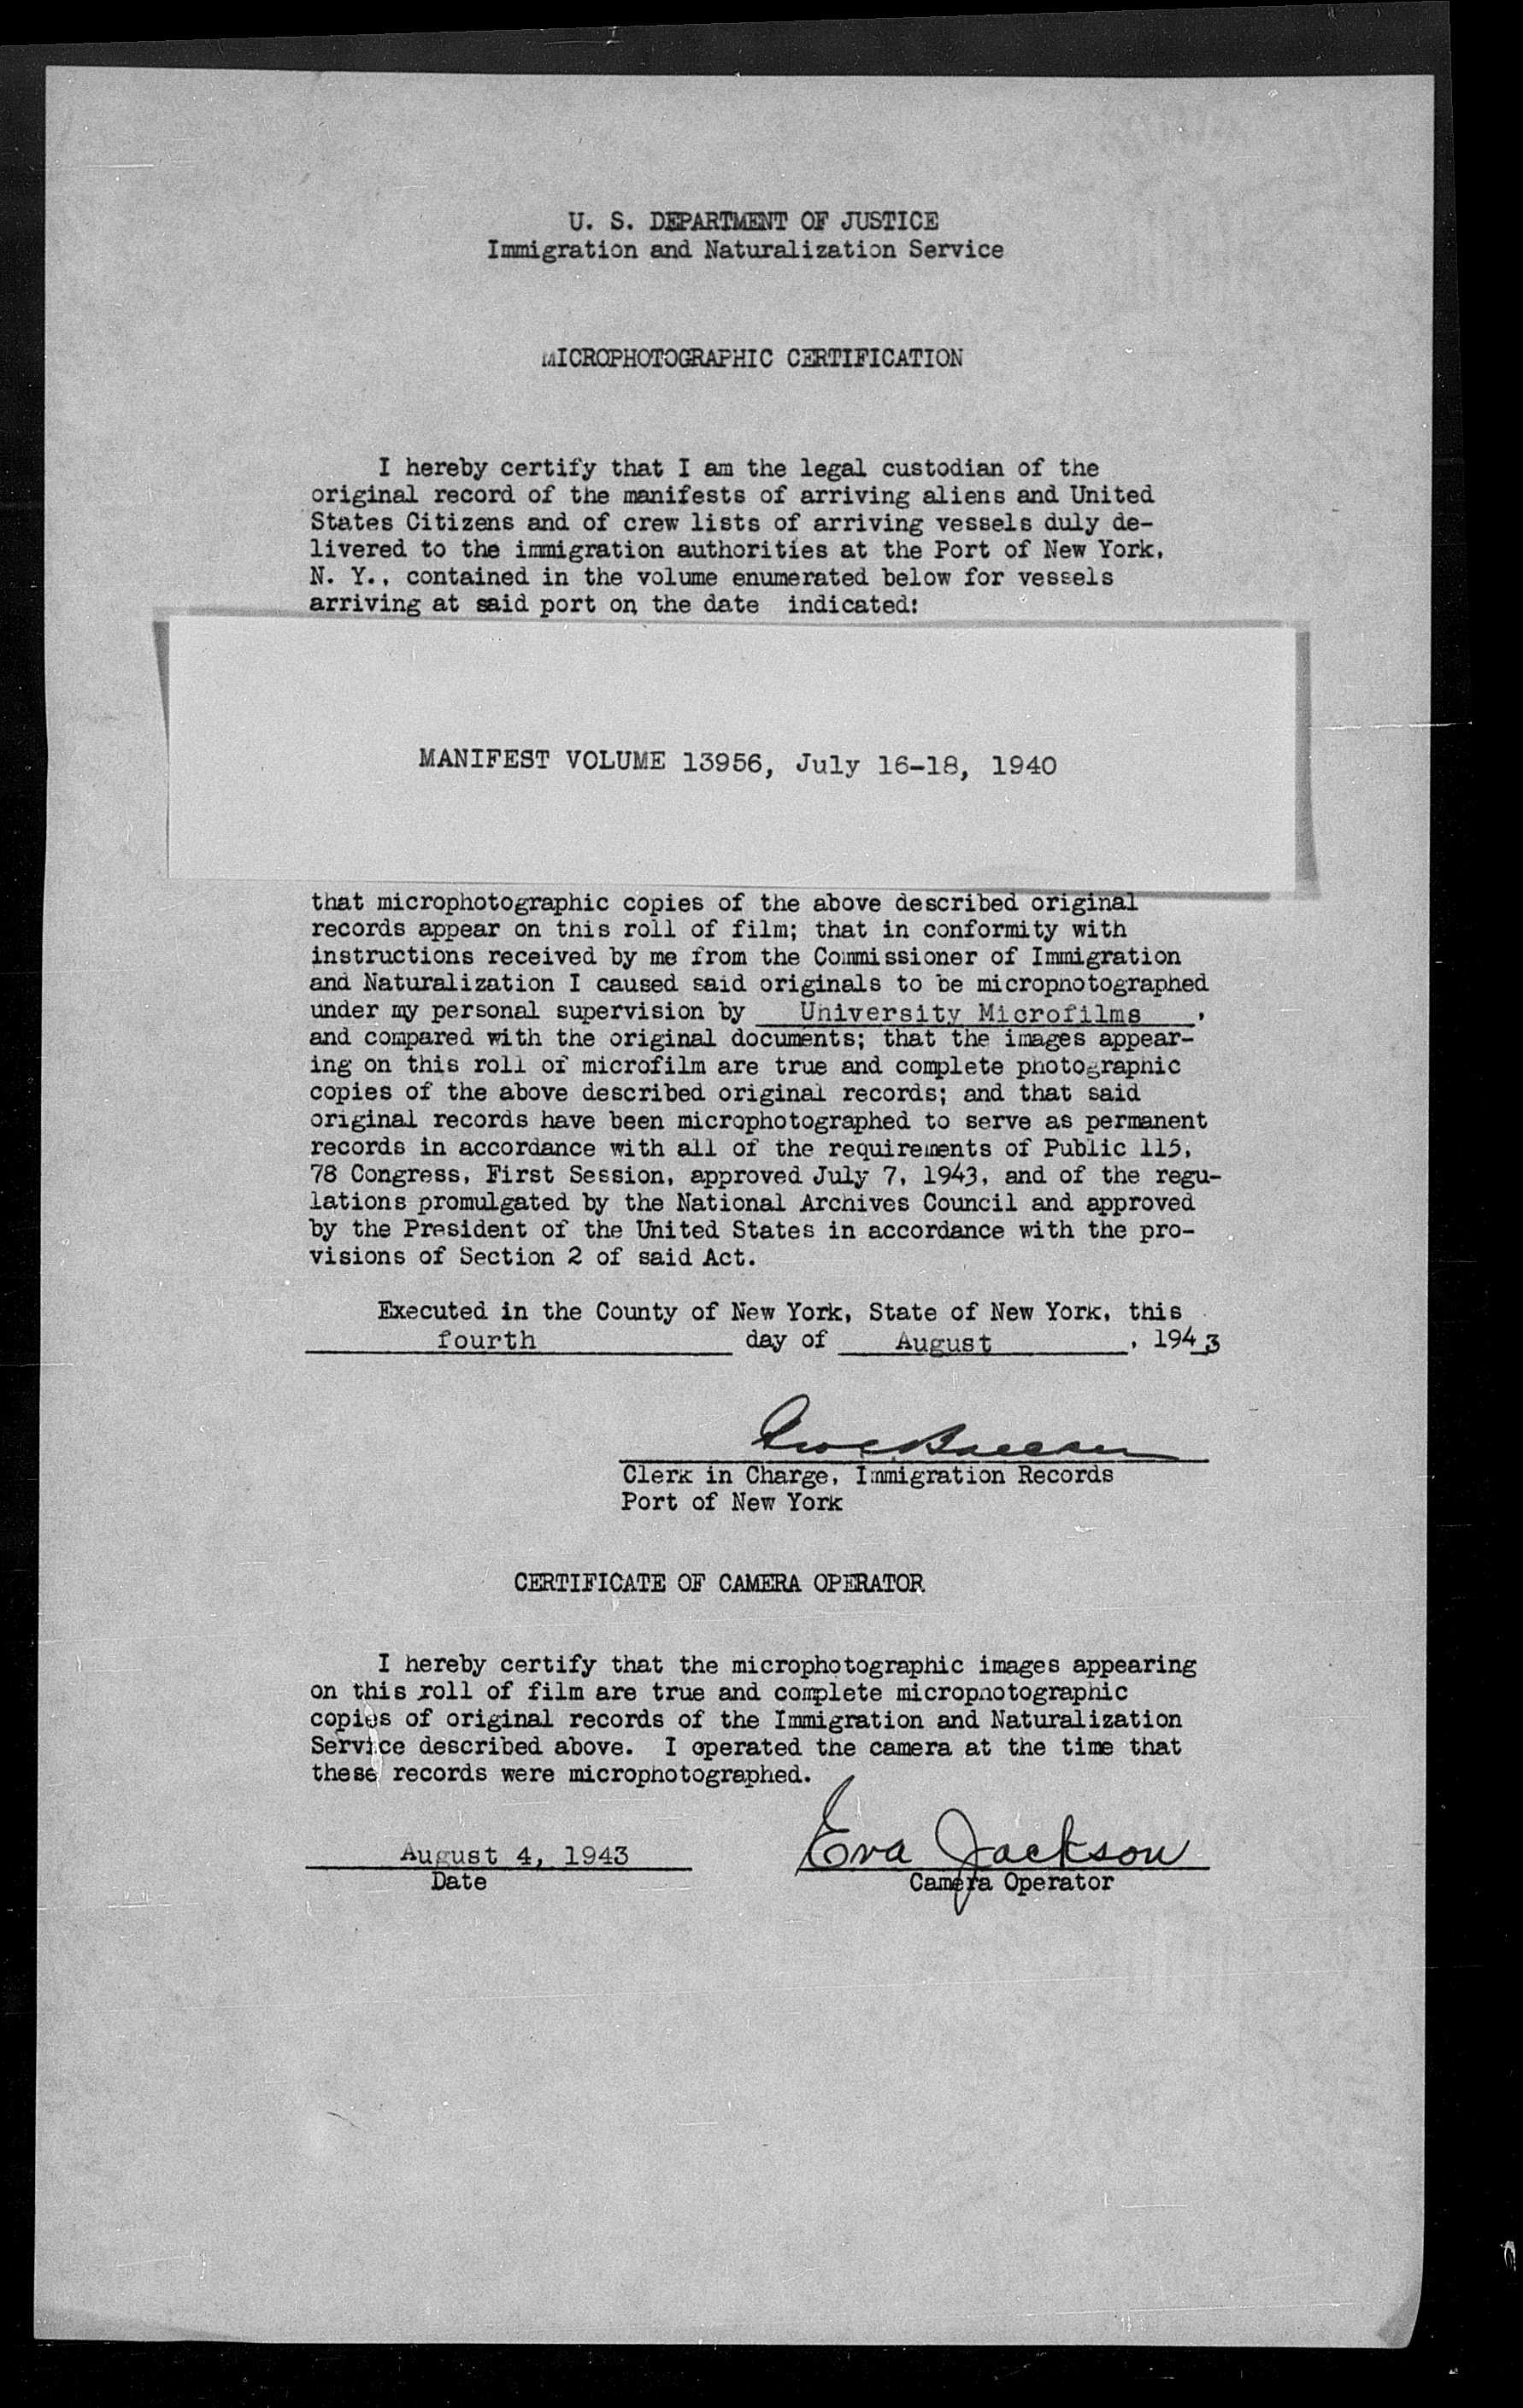 U. S. DEPARTMENT OF JUSTICE
Immigration and Naturalization Service
MICROPHOTOGRAPHIC CERTIFICATION
I hereby certify that I am the legal custodian of the
original record of the manifests of arriving aliens and United
States Citizens and of crew lists of arriving vessels duly de-
livered to the immigration authorities at the Port of New York,
N. Y., contained in the volume enumerated below for vessels
arriving at said port on the date indicated:
MANIFEST VOLUME 13956, July 16-18, 1940
that microphotographic copies of the above described original
records appear on this roll of film; that in conformity with
instructions received by me from the Commissioner of Immigration
and Naturalization I caused said originals to be microphotographed
under my personal supervision by University Microfilms,
and compared with the original documents; that the images appear-
ing on this roll of microfilm are true and complete photographic
copies of the above described original records; and that said
original records have been microphotographed to serve as permanent
records in accordance with all of the requirements of Public 115,
78 Congress, First Session, approved July 7, 1943, and of the regu-
lations promulgated by the National Archives Council and approved
by the President of the United States in accordance with the pro-
visions of Section 2 of said Act.
Executed in the County of New York, State of New York, this
fourth day of August, 1943
Clerk in Charge, Immigration Records
Port of New York
CERTIFICATE OF CAMERA OPERATOR
I hereby certify that the microphotographic images appearing
on this roll of film are true and complete microphotographic
copies of original records of the Immigration and Naturalization
Service described above. I operated the camera at the time that
these records were microphotographed.
August 4, 1943 Eva Jackson
Date Camera Operator